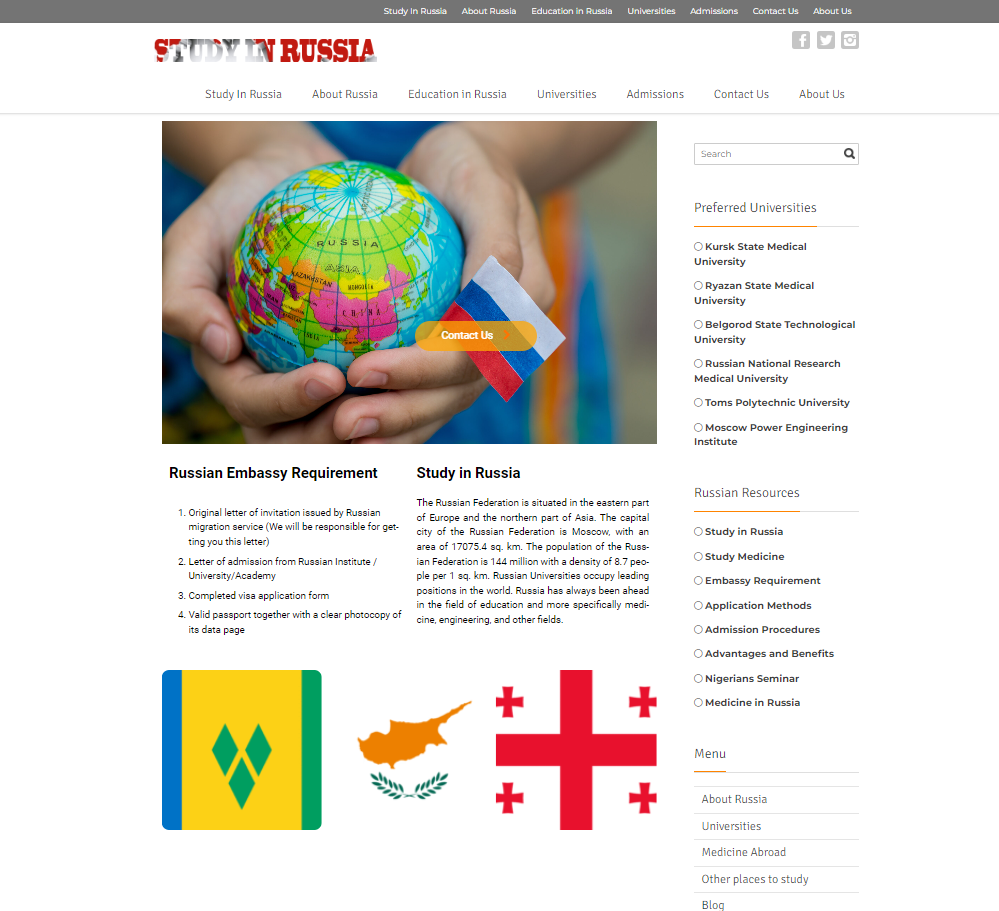 Study In Russia About Russia Education in Russia Universities Admissions Contact Us About Us
STUDY IN RUSSIA
Study In Russia About Russia Education in Russia Universities Admissions Contact Us About Us
RUSSIA
ASIA
KAZAKHSTAN
MONGOLIA
CHINA
Contact Us
Russian Embassy Requirement
1. Original letter of invitation issued by Russian
migration service (We will be responsible for get-
ting you this letter)
2. Letter of admission from Russian Institute /
University/Academy
3. Completed visa application form
4. Valid passport together with a clear photocopy of
its data page
Study in Russia
The Russian Federation is situated in the eastern part
of Europe and the northern part of Asia. The capital
city of the Russian Federation is Moscow, with an
area of 17075.4 sq. km. The population of the Russ-
ian Federation is 144 million with a density of 8.7 peo-
ple per 1 sq. km. Russian Universities occupy leading
positions in the world. Russia has always been ahead
in the field of education and more specifically medi-
cine, engineering, and other fields.
Search
Preferred Universities
Kursk State Medical
University
Ryazan State Medical
University
Belgorod State Technological
University
Russian National Research
Medical University
Toms Polytechnic University
Moscow Power Engineering
Institute
Russian Resources
Study in Russia
Study Medicine
Embassy Requirement
Application Methods
Admission Procedures
Advantages and Benefits
Nigerians Seminar
Medicine in Russia
Menu
About Russia
Universities
Medicine Abroad
Other places to study
Blog